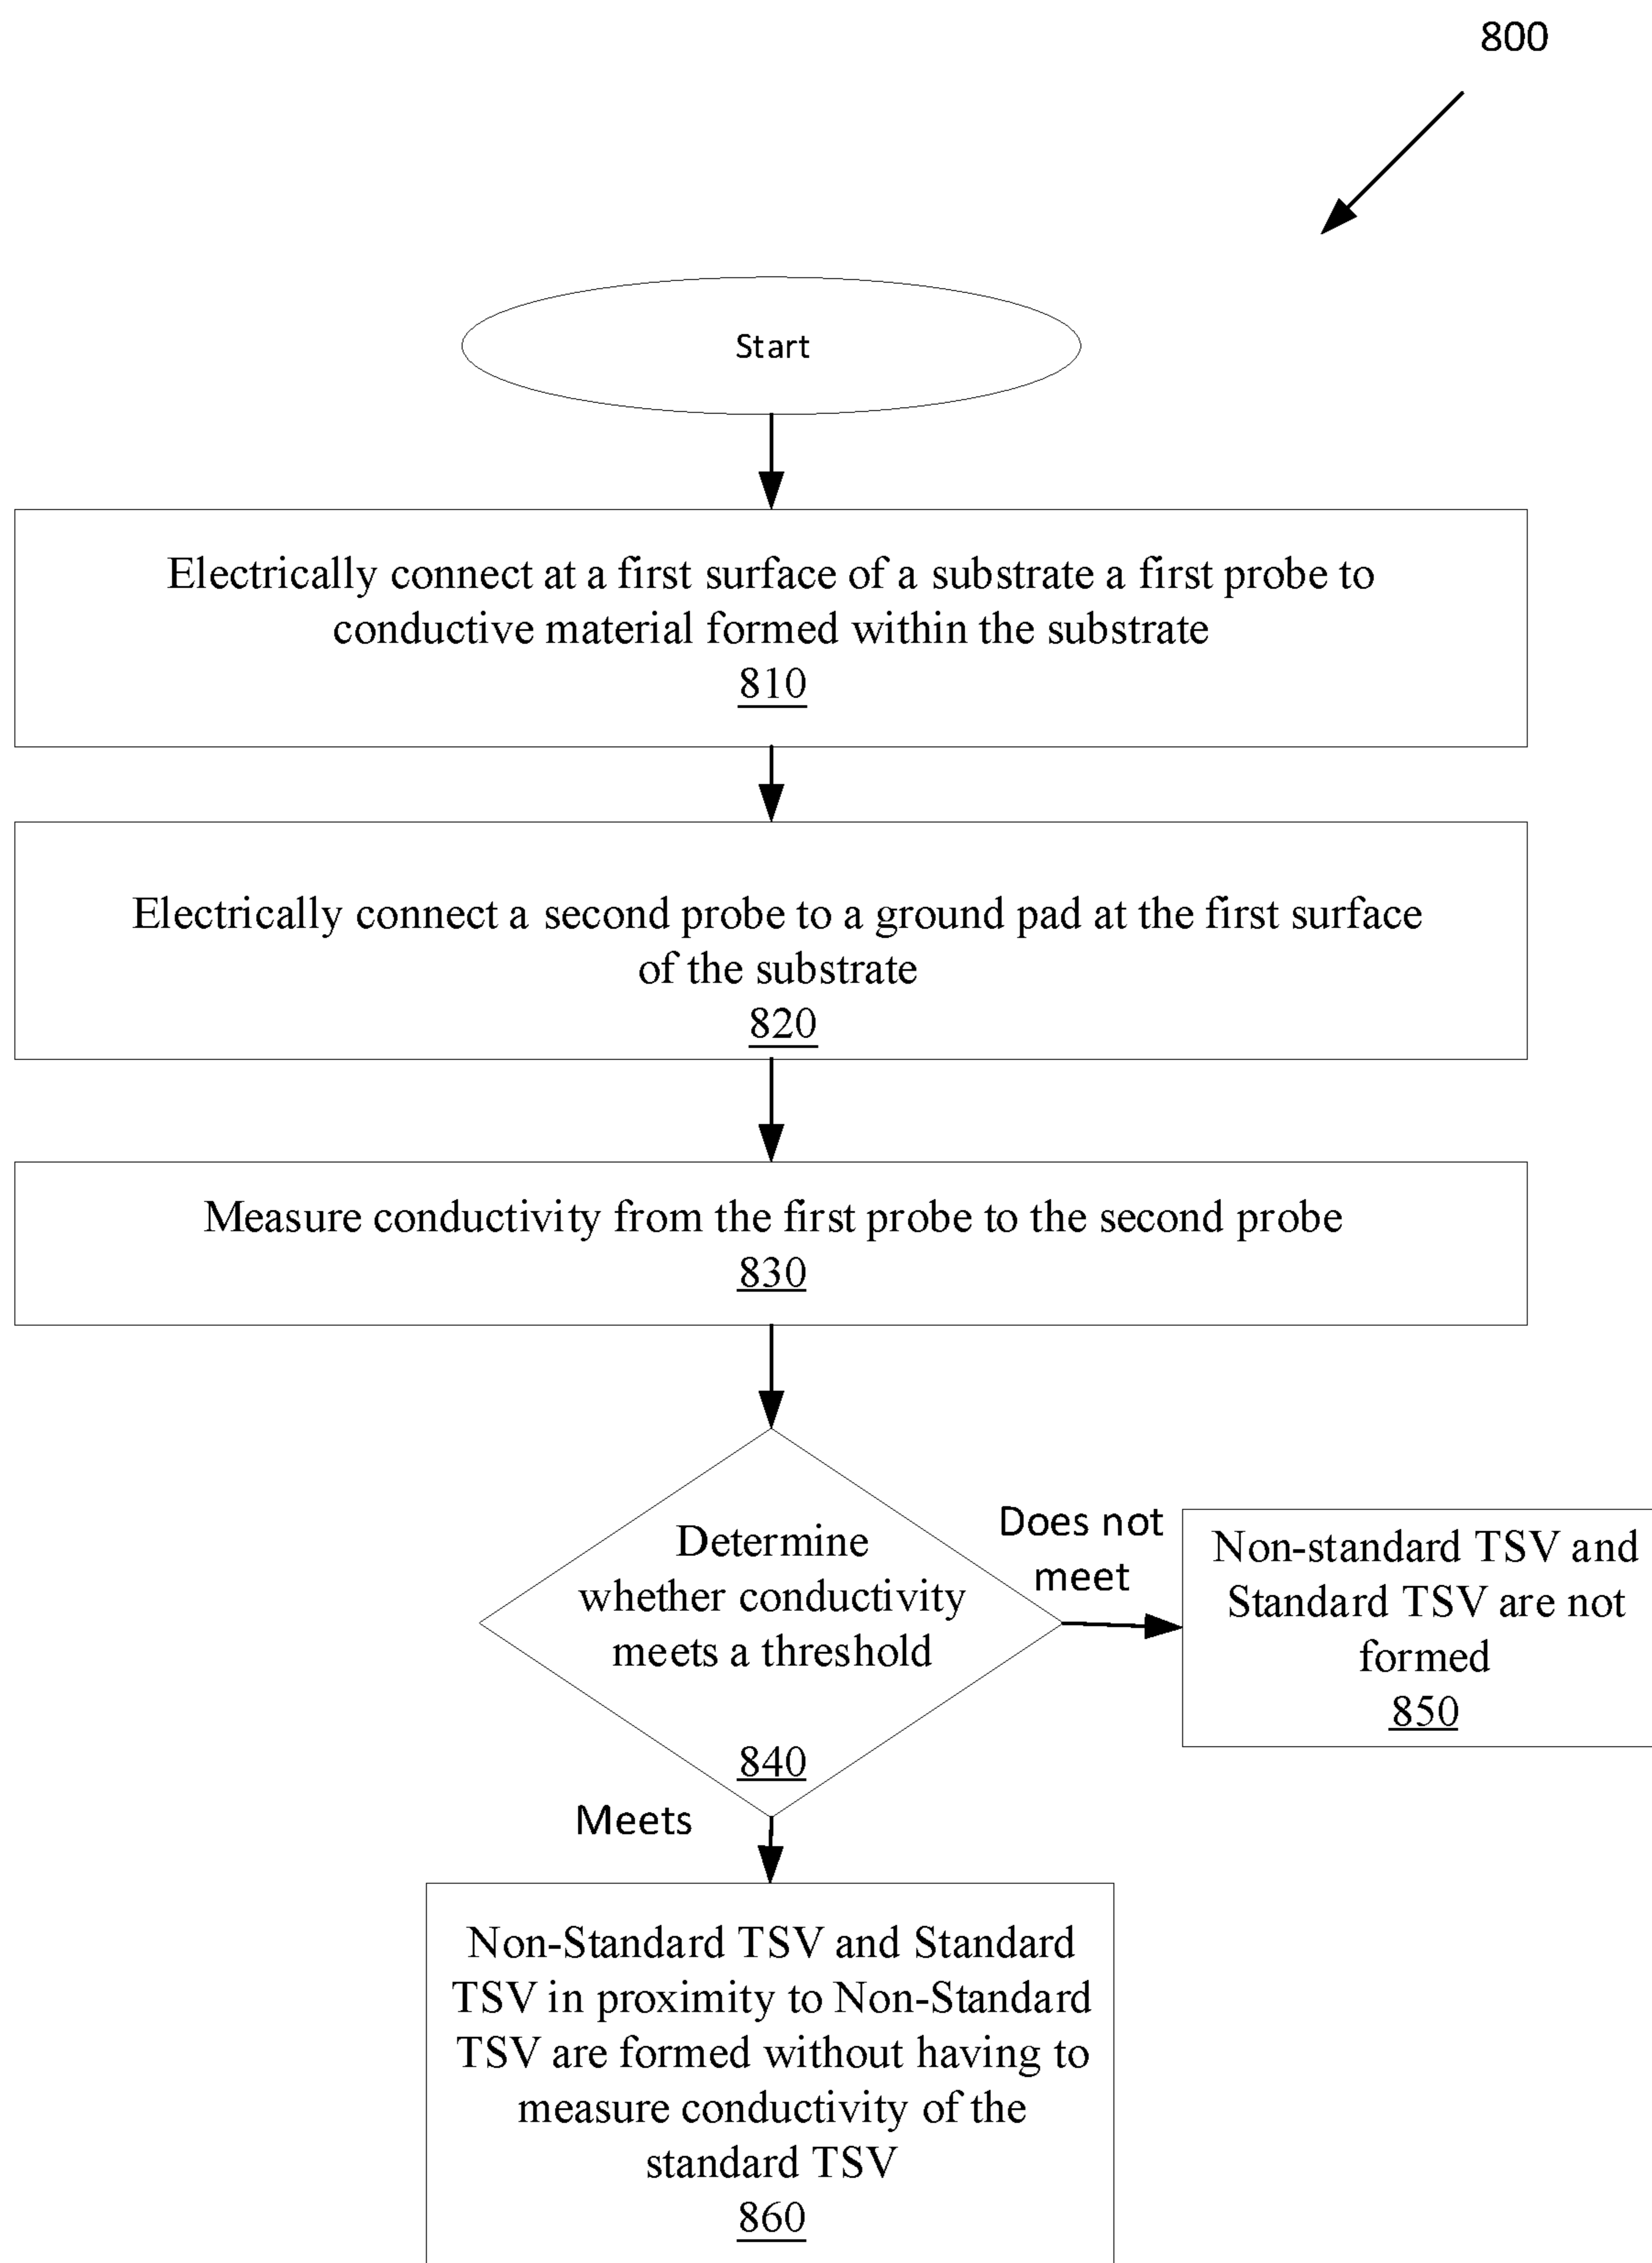 800
Start
Electrically connect at a first surface of a substrate a first probe to
conductive material formed within the substrate
810
Electrically connect a second probe to a ground pad at the first surface
of the substrate
820
Measure conductivity from the first probe to the second probe
830
Determine
whether conductivity
meets a threshold
840
Does not
meet
Non-standard TSV and
Standard TSV are not
formed
850
Meets
Non-Standard TSV and Standard
TSV in proximity to Non-Standard
TSV are formed without having to
measure conductivity of the
standard TSV
860